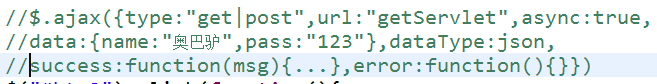 //$.ajax({type:"get|post",url:"getServlet",async:true,
//data:{name:"奥巴驴",pass:"123"},dataType:json,
//success:function(msg){...},error:function(){}})